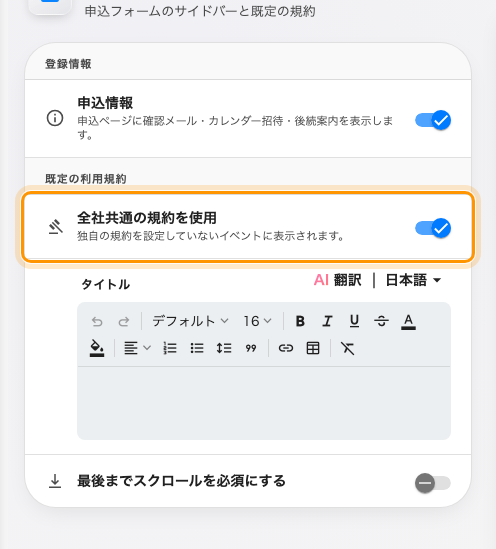 申込フォームのサイドバーと既定の規約
登録情報
申込情報
申込ページに確認メール・カレンダー招待・後続案内を表示しま
す。
既定の利用規約
全社共通の規約を使用
独自の規約を設定していないイベントに表示されます。
タイトル
AI 翻訳 | 日本語
デフォルト 16 B I U S A
最後までスクロールを必須にする